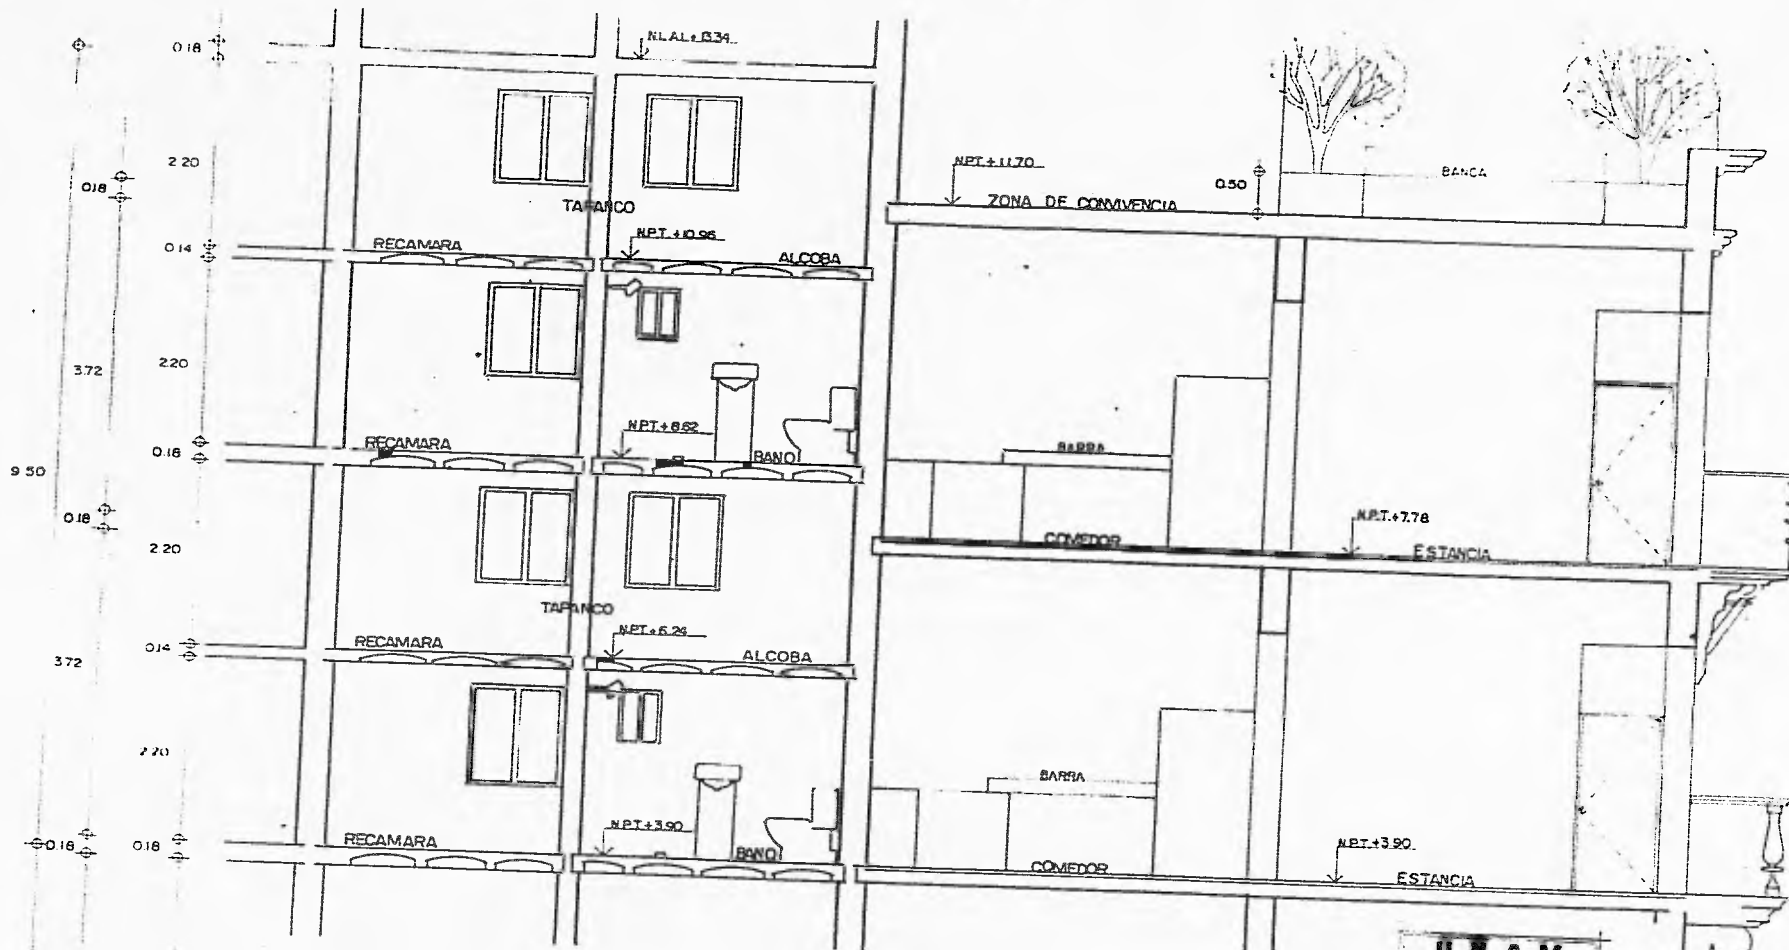 0.18
N.L.AL.+13.34
2.20
0.18
N.P.T.+11.70
0.50
BANCA
TAPANCO
ZONA DE CONVIVENCIA
0.14
RECAMARA
N.P.T.+10.96
ALCOBA
3.72
2.20
9.50
0.18
RECAMARA
N.P.T.+8.62
BAÑO
BARRA
0.18
2.20
COMEDOR
N.P.T.+7.78
ESTANCIA
TAPANCO
3.72
0.14
RECAMARA
N.P.T.+6.24
ALCOBA
2.20
BARRA
0.18
0.18
RECAMARA
N.P.T.+3.90
BAÑO
COMEDOR
N.P.T.+3.90
ESTANCIA
U.N.A.M.